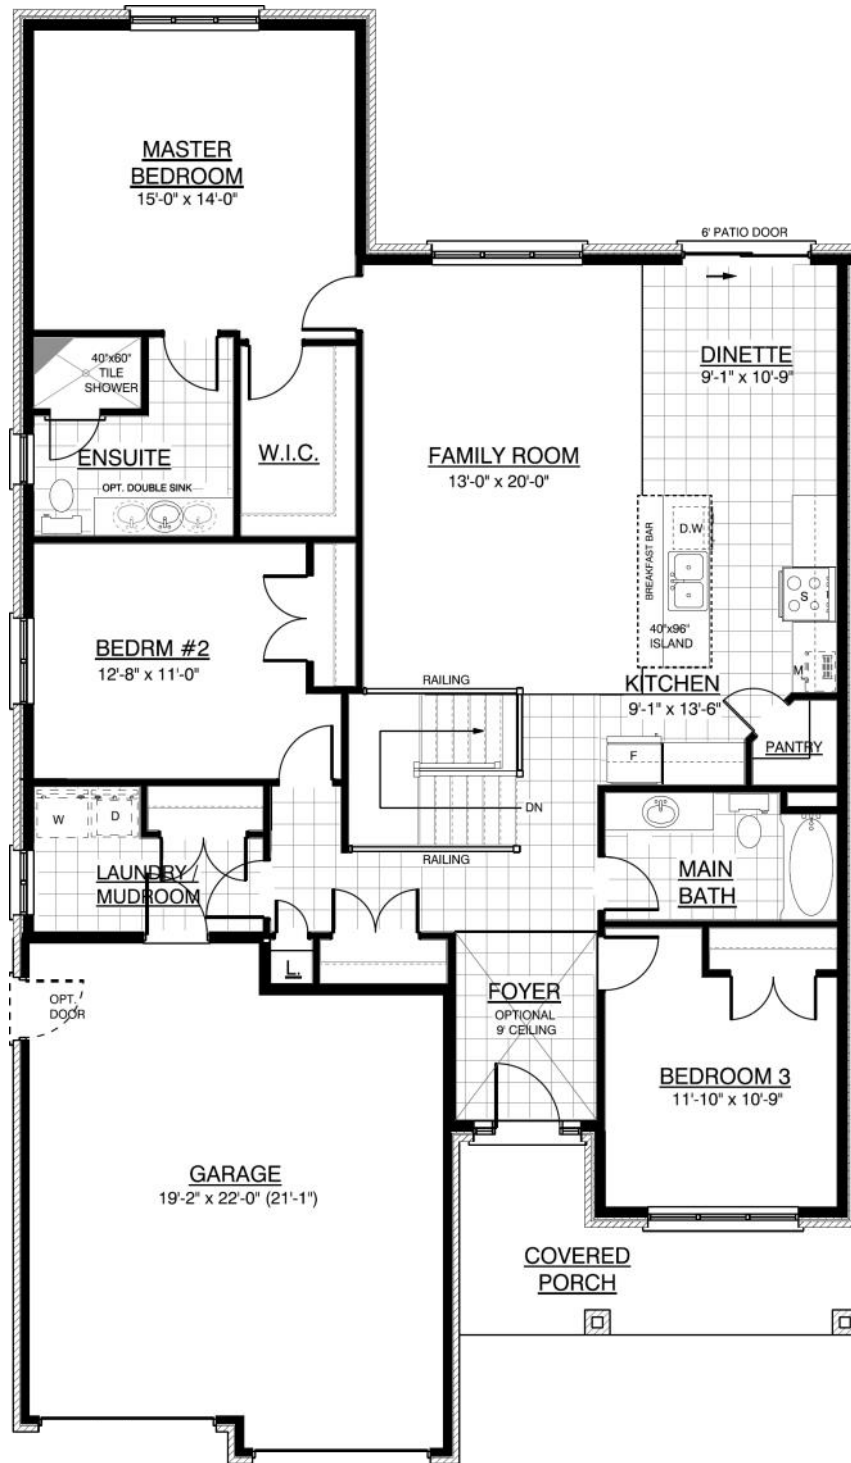 MASTER
BEDROOM
15'-0" x 14'-0"
6' PATIO DOOR
40"x60"
TILE
SHOWER
DINETTE
9'-1" x 10'-9"
ENSUITE
W.I.C.
FAMILY ROOM
13'-0" x 20'-0"
OPT. DOUBLE SINK
D.W
BREAKFAST BAR
S
40"x96"
ISLAND
BEDRM #2
12'-8" x 11'-0"
M
RAILING
KITCHEN
9'-1" x 13'-6"
PANTRY
F
DN
W
D
RAILING
LAUNDRY /
MUDROOM
MAIN
BATH
L.
FOYER
OPTIONAL
9' CEILING
OPT.
DOOR
BEDROOM 3
11'-10" x 10'-9"
GARAGE
19'-2" x 22'-0" (21'-1")
COVERED
PORCH